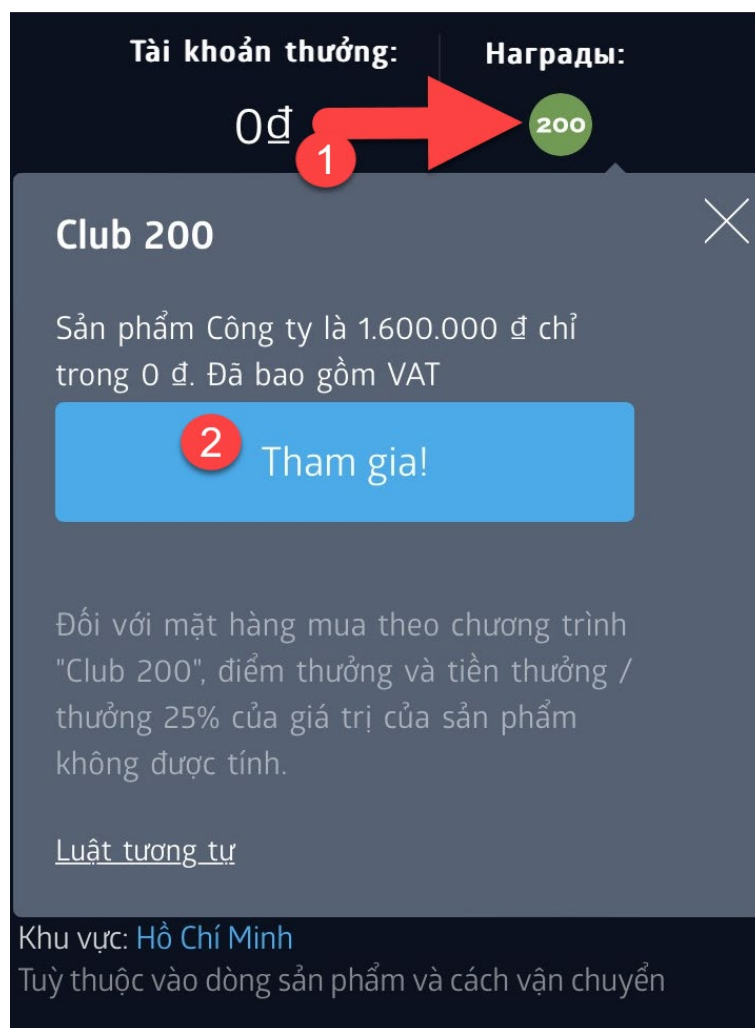 Tài khoản thưởng:
Награды:
0₫
1
200
Club 200
Sản phẩm Công ty là 1.600.000 ₫ chỉ
trong 0 ₫. Đã bao gồm VAT
2
Tham gia!
Đối với mặt hàng mua theo chương trình
"Club 200", điểm thưởng và tiền thưởng /
thưởng 25% của giá trị của sản phẩm
không được tính.
Luật tương tự
Khu vực: Hồ Chí Minh
Tuỳ thuộc vào dòng sản phẩm và cách vận chuyển